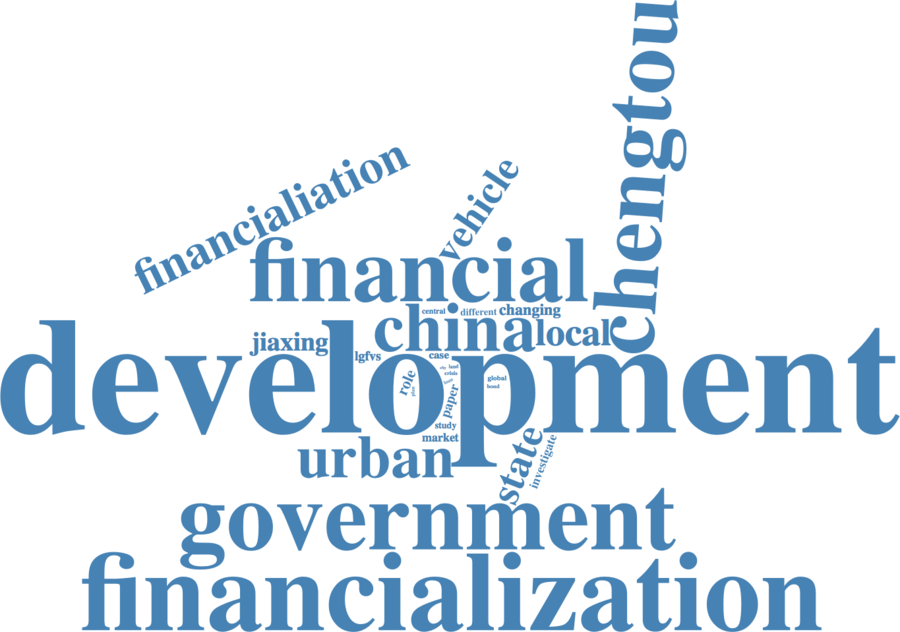 chengtou
financialiation
vehicle
financial
central
different
changing
china
local
jiaxing
lgfvs
case
land
crisis
global
bond
role
paper
development
study
market
urban
state
investigate
government
financialization